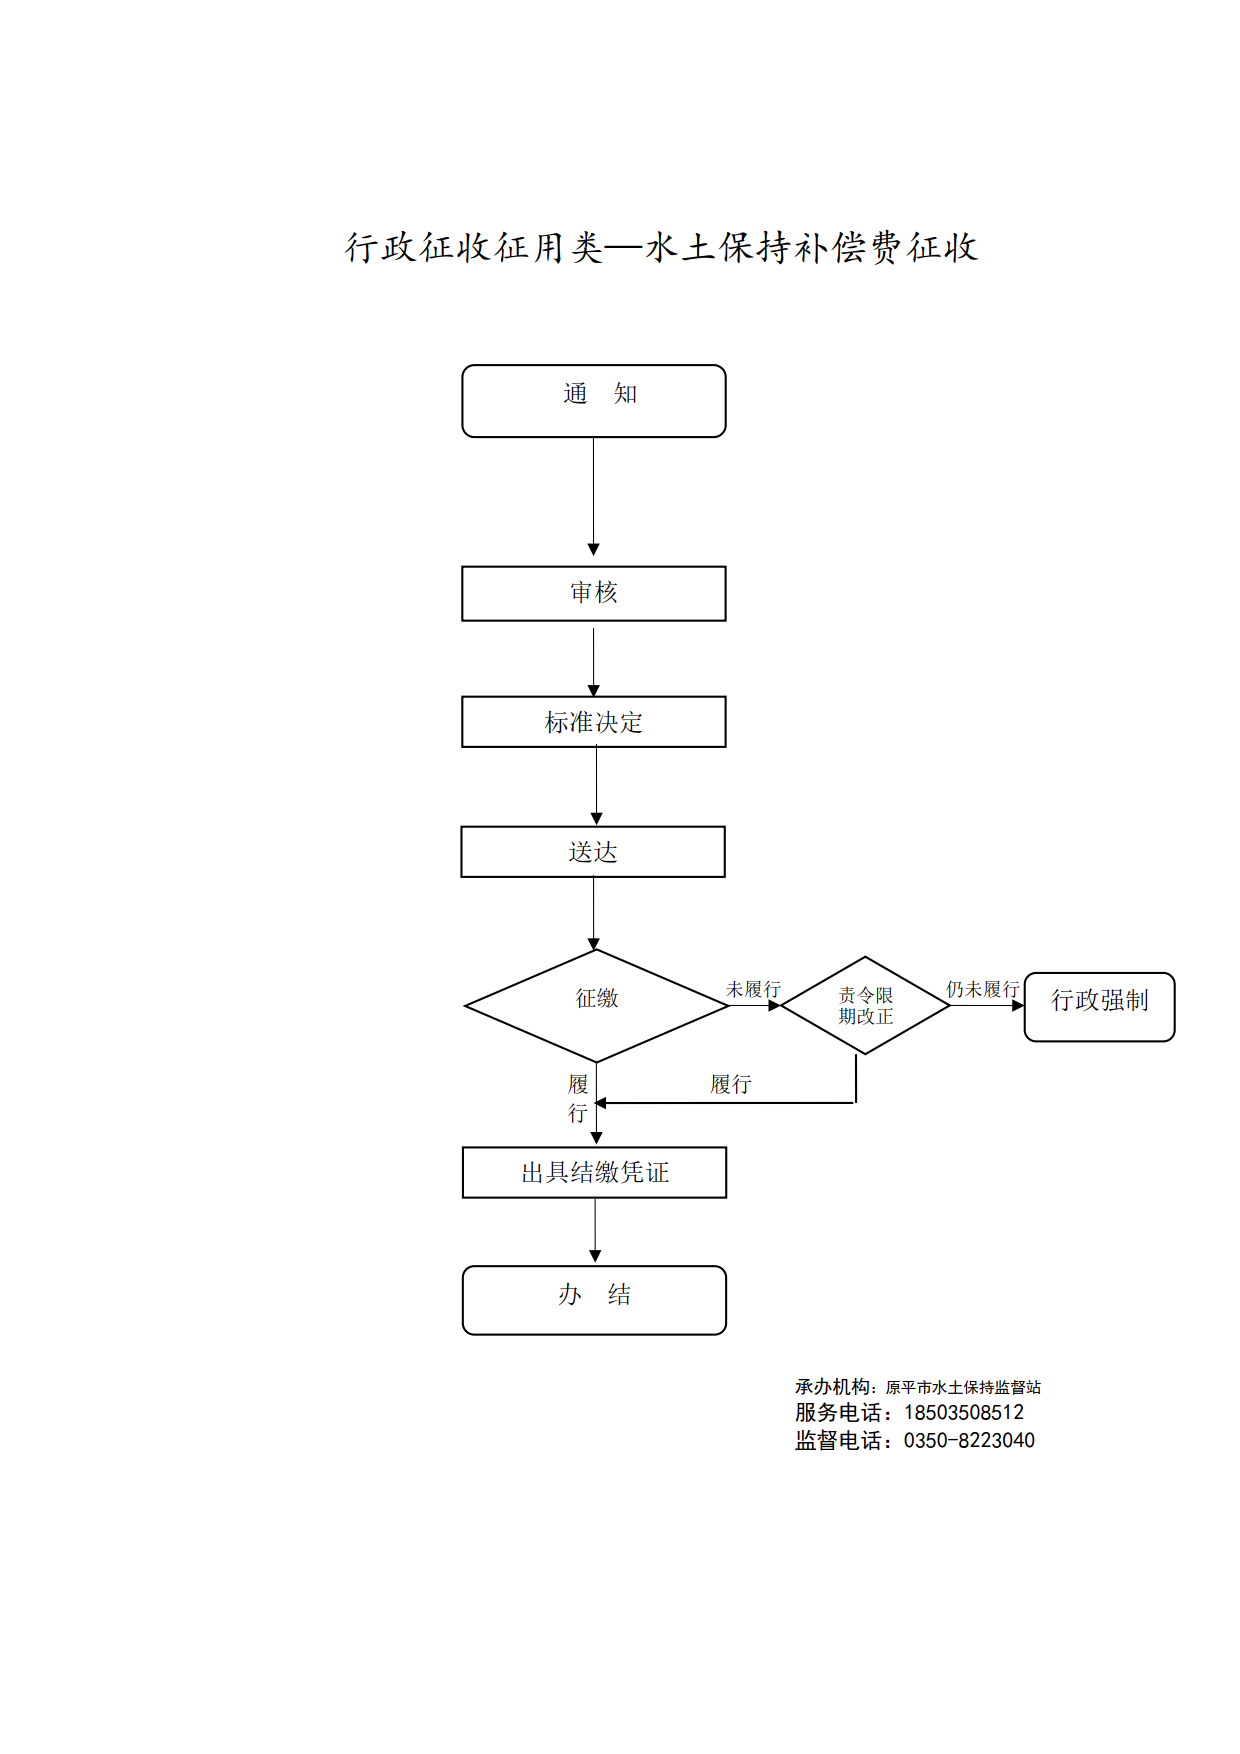 行政征收征用类—水土保持补偿费征收
通　知
审核
标准决定
送达
征缴
未履行
责令限
期改正
仍未履行
行政强制
履
行
履行
出具结缴凭证
办　结
承办机构：原平市水土保持监督站
服务电话：18503508512
监督电话：0350-8223040